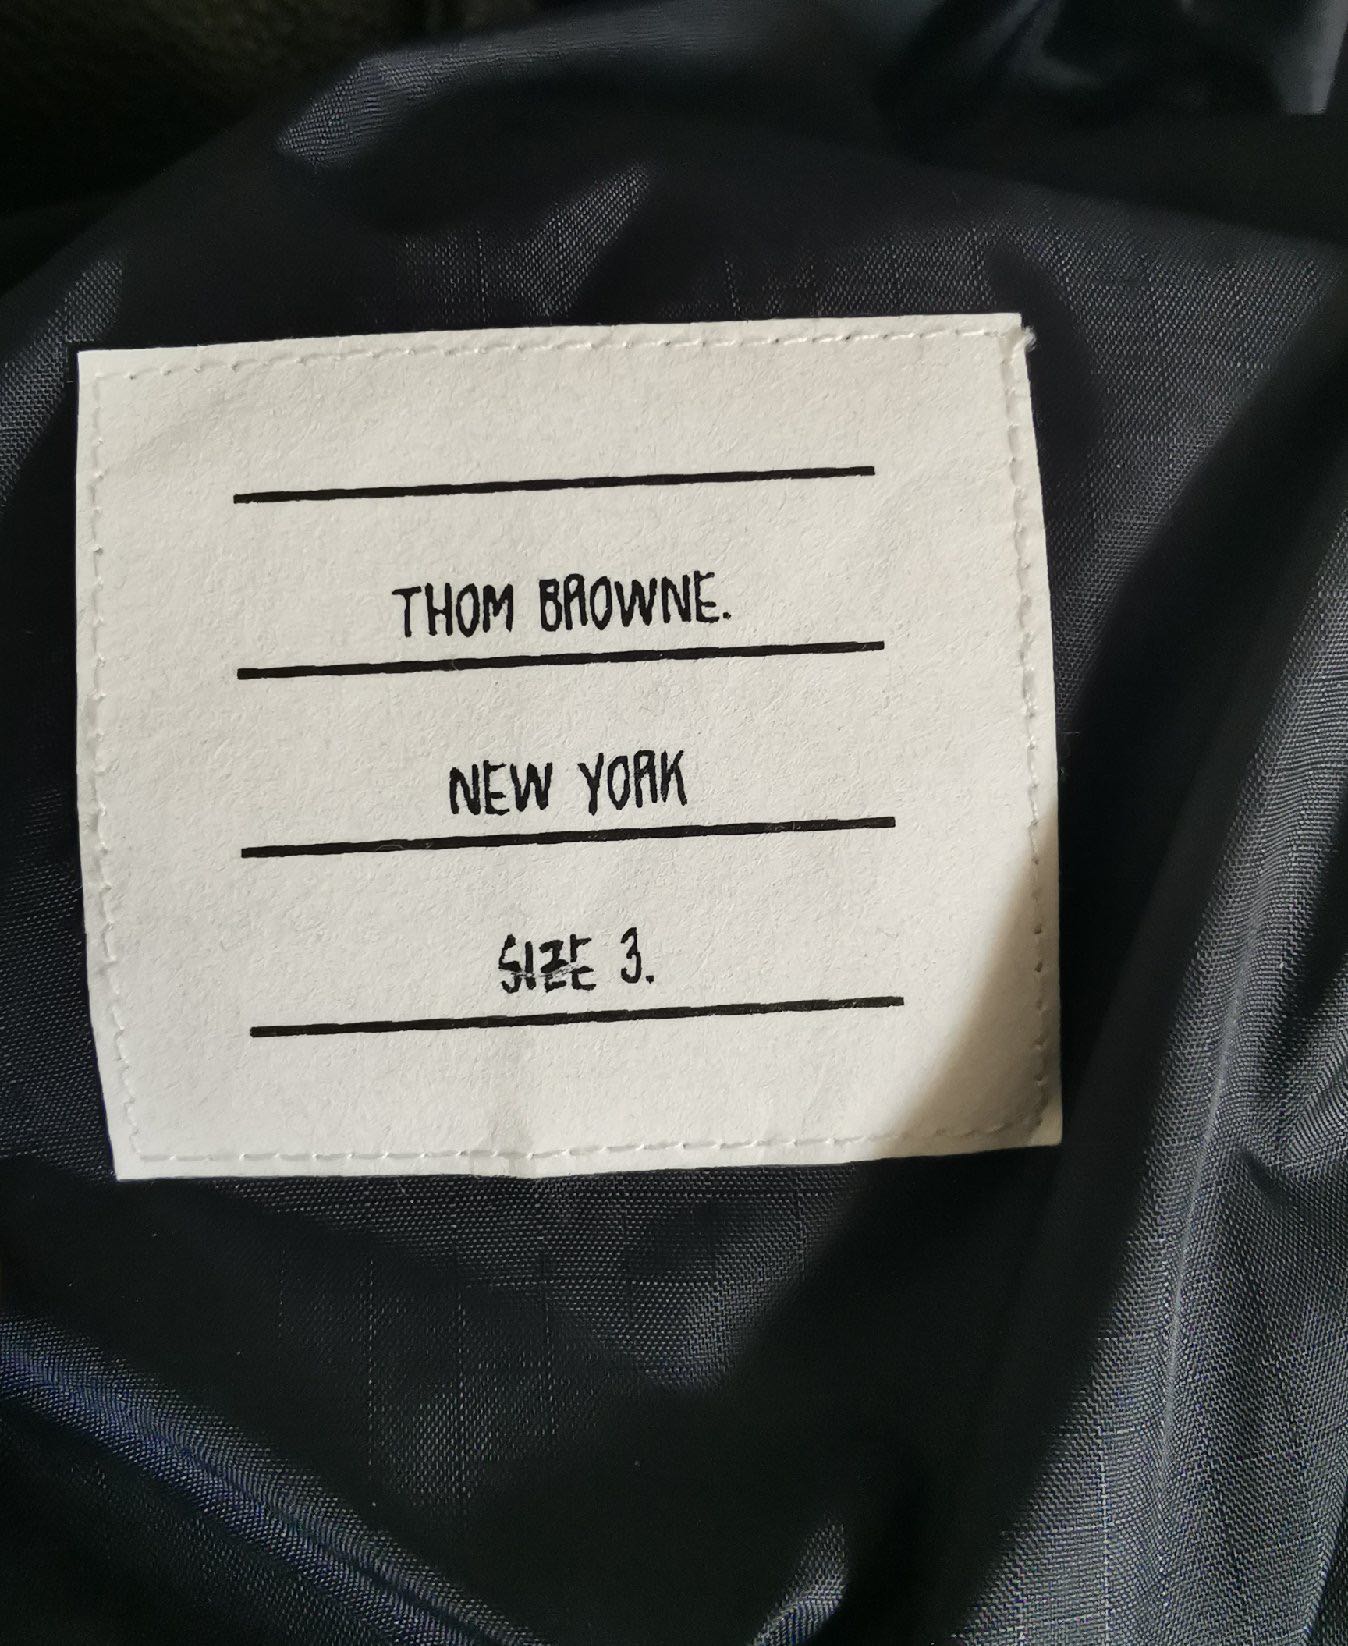 THOM BROWNE.
NEW YORK
SIZE 3.